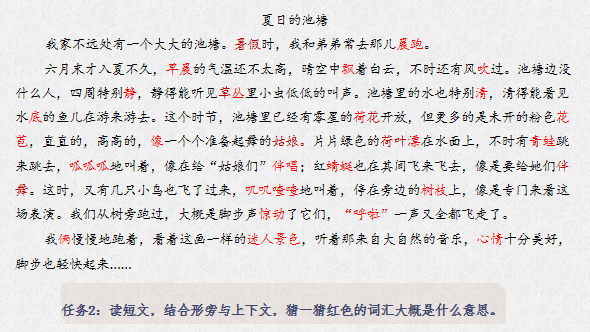 夏日的池塘
我家不远处有一个大大的池塘。暑假时，我和弟弟常去那儿晨跑。
六月末才入夏不久，早晨的气温还不太高，晴空中飘着白云，不时还有风吹过。池塘边没
什么人，四周特别静，静得能听见草丛里小虫低低的叫声。池塘里的水也特别清，清得能看见
水底的鱼儿在游来游去。这个时节，池塘里已经有零星的荷花开放，但更多的是未开的粉色花
苞，直直的，高高的，像一个个准备起舞的姑娘。片片绿色的荷叶漂在水面上，不时有青蛙跳
来跳去，呱呱呱地叫着，像在给“姑娘们”伴唱；红蜻蜓也在其间飞来飞去，像是要给她们伴
舞。这时，又有几只小鸟也飞了过来，叽叽喳喳地叫着，停在旁边的树枝上，像是专门来看这
场表演。我们从树旁跑过，大概是脚步声惊动了它们，“呼啦”一声又全都飞走了。
我俩慢慢地跑着，看着这画一样的迷人景色，听着那来自大自然的音乐，心情十分美好，
脚步也轻快起来……
任务2：读短文，结合形旁与上下文，猜一猜红色的词汇大概是什么意思。